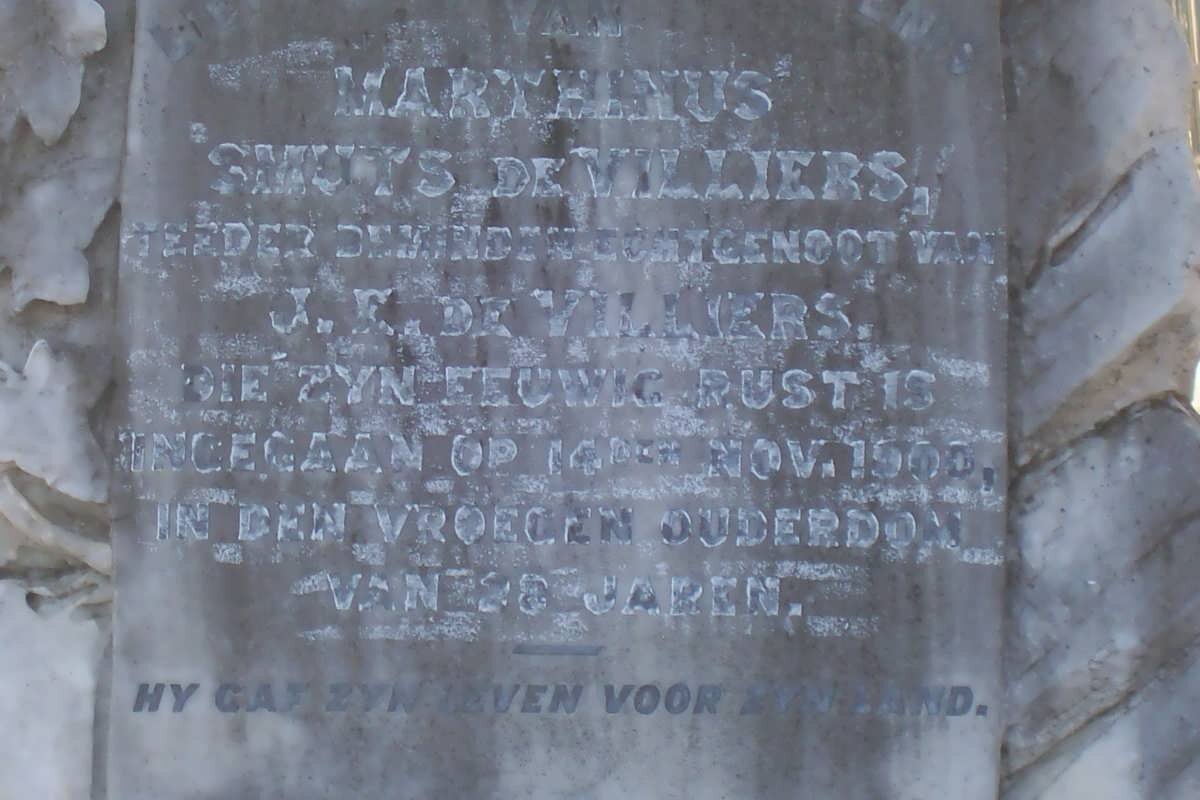 VAN
MARTHINUS
SMUTS DE VILLIERS,
TEEDER BEMINDEN ECHTGENOOT VAN
J. E. DE VILLIERS.
DIE ZYN EEUWIG RUST IS
INGEGAAN OP 14DEN NOV. 1900,
IN DEN VROEGEN OUDERDOM
VAN 28 JAREN.
HY GAF ZYN LEVEN VOOR ZYN LAND.